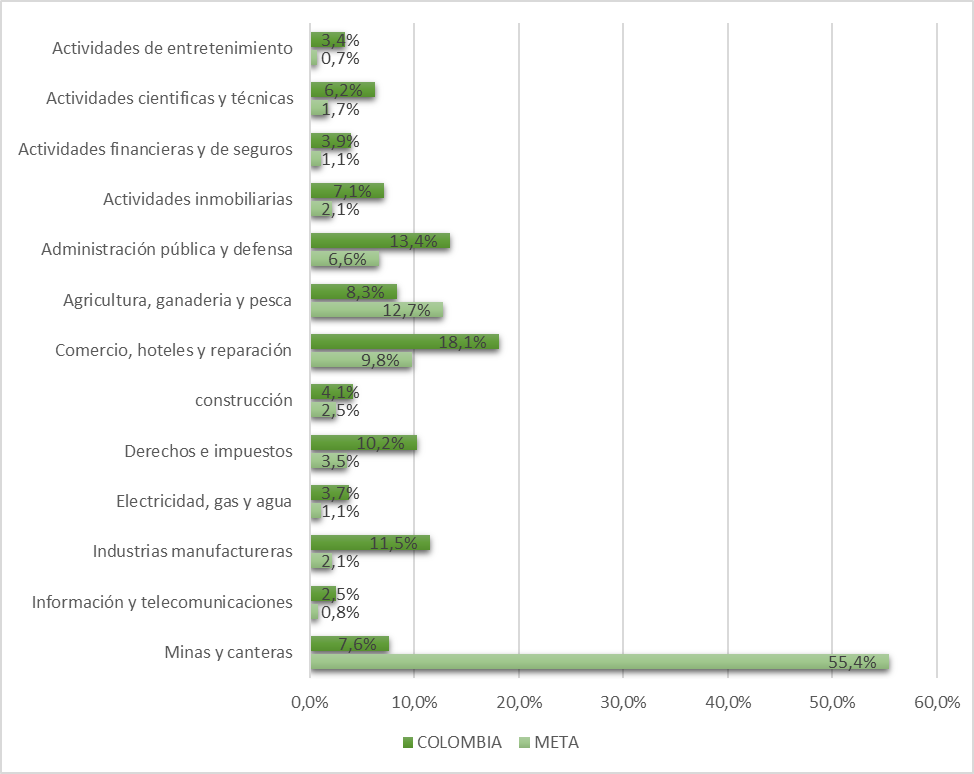 Actividades de entretenimiento
3,4%
0,7%
Actividades cientificas y técnicas
6,2%
1,7%
Actividades financieras y de seguros
3,9%
1,1%
Actividades inmobiliarias
7,1%
2,1%
Administración pública y defensa
13,4%
6,6%
Agricultura, ganaderia y pesca
8,3%
12,7%
Comercio, hoteles y reparación
18,1%
9,8%
construcción
4,1%
2,5%
Derechos e impuestos
10,2%
3,5%
Electricidad, gas y agua
3,7%
1,1%
Industrias manufactureras
11,5%
2,1%
Información y telecomunicaciones
2,5%
0,8%
Minas y canteras
7,6%
55,4%
0,0% 10,0% 20,0% 30,0% 40,0% 50,0% 60,0%
COLOMBIA META